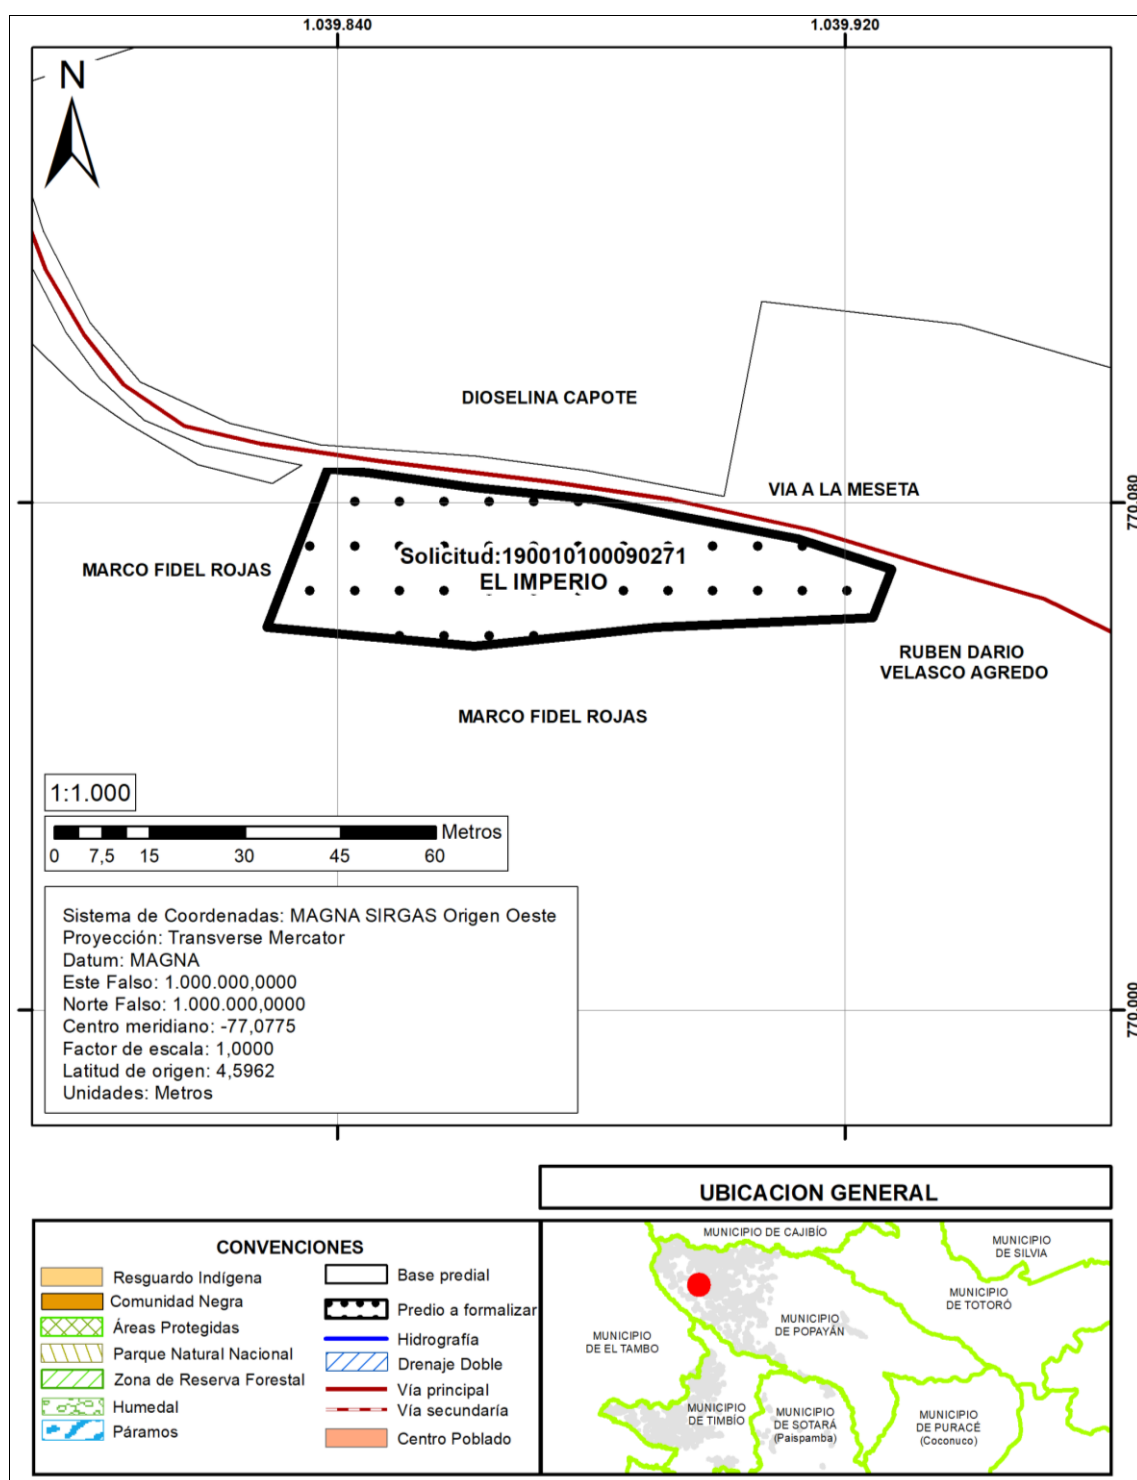 1.039.840
1.039.920
N
DIOSELINA CAPOTE
VIA A LA MESETA
770.080
Solicitud:190010100090271
EL IMPERIO
MARCO FIDEL ROJAS
RUBEN DARIO
VELASCO AGREDO
MARCO FIDEL ROJAS
1:1.000
Metros
0 7,5 15 30 45 60
Sistema de Coordenadas: MAGNA SIRGAS Origen Oeste
Proyección: Transverse Mercator
Datum: MAGNA
Este Falso: 1.000.000,0000
Norte Falso: 1.000.000,0000
Centro meridiano: -77,0775
Factor de escala: 1,0000
Latitud de origen: 4,5962
Unidades: Metros
770.000
UBICACION GENERAL
CONVENCIONES
Resguardo Indígena
Comunidad Negra
Áreas Protegidas
Parque Natural Nacional
Zona de Reserva Forestal
Humedal
Páramos
Base predial
Predio a formalizar
Hidrografía
Drenaje Doble
Vía principal
Vía secundaría
Centro Poblado
MUNICIPIO DE CAJIBÍO
MUNICIPIO
DE SILVIA
MUNICIPIO
DE TOTORÓ
MUNICIPIO
DE POPAYÁN
MUNICIPIO
DE EL TAMBO
MUNICIPIO
DE TIMBÍO
MUNICIPIO
DE SOTARÁ
(Paispamba)
MUNICIPIO
DE PURACÉ
(Coconuco)